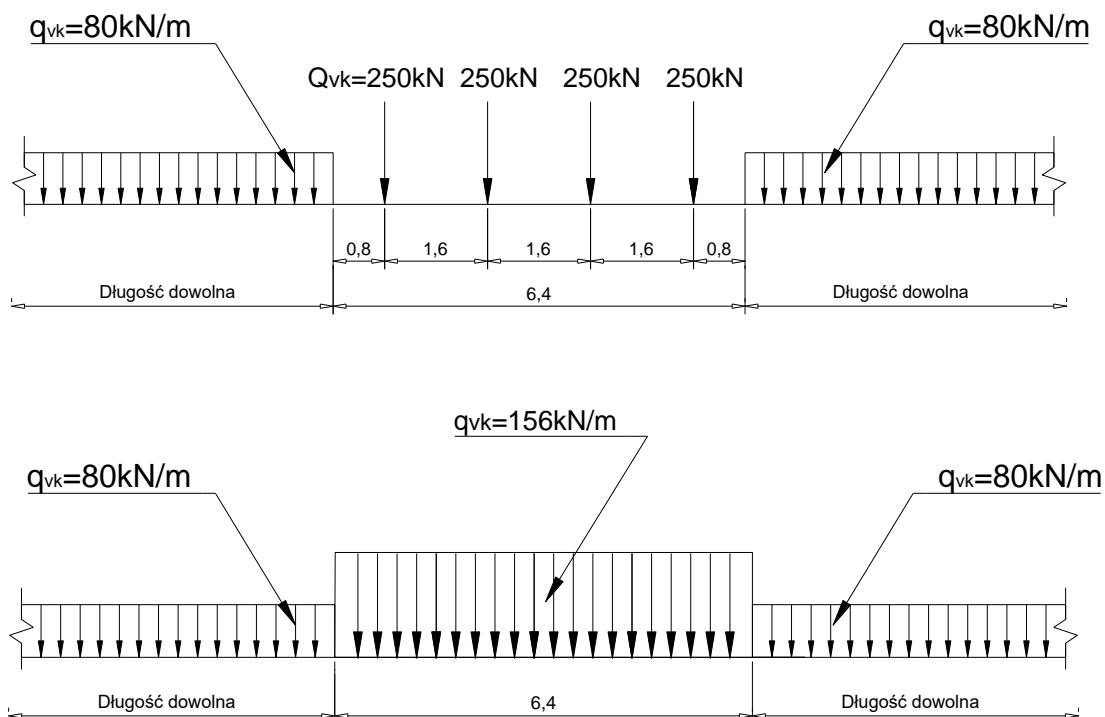 qvk=80kN/m qvk=80kN/m
Qvk=250kN 250kN 250kN 250kN
0,8 1,6 1,6 1,6 0,8
Długość dowolna 6,4 Długość dowolna
qvk=156kN/m
qvk=80kN/m qvk=80kN/m
Długość dowolna 6,4 Długość dowolna